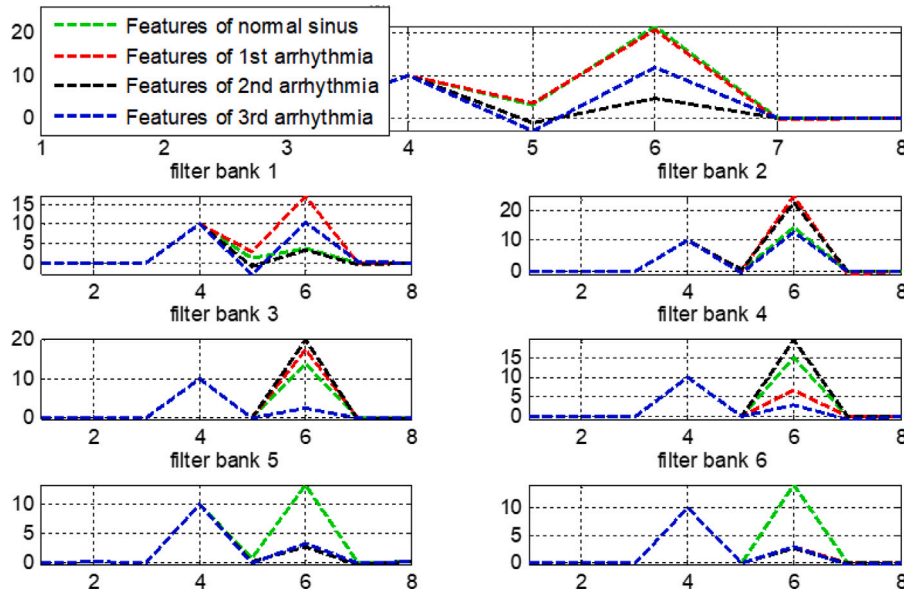 20
10
0
Features of normal sinus
Features of 1st arrhythmia
Features of 2nd arrhythmia
Features of 3rd arrhythmia
1 2 3 4 5 6 7 8
filter bank 1 filter bank 2
15
10
5
0
2 4 6 8
20
10
0
2 4 6 8
filter bank 3 filter bank 4
20
10
0
2 4 6 8
15
10
5
0
2 4 6 8
filter bank 5 filter bank 6
10
5
0
2 4 6 8
10
5
0
2 4 6 8